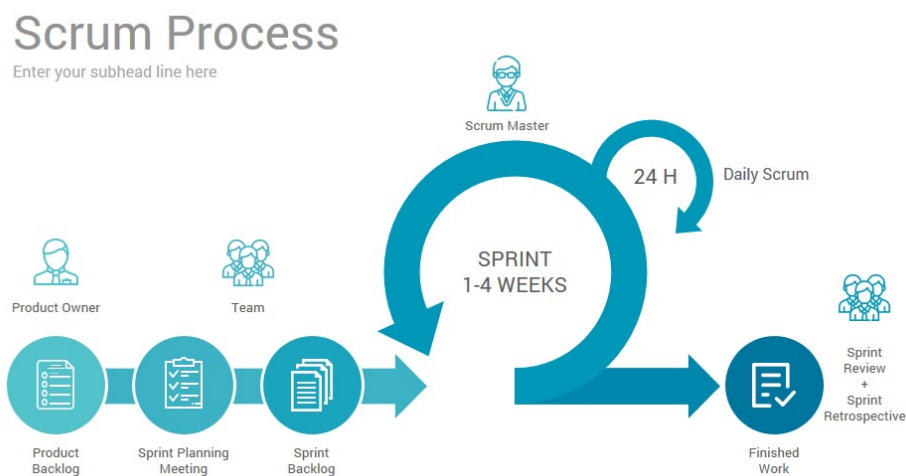 Scrum Process
Enter your subhead line here
Scrum Master
24 H
Daily Scrum
SPRINT
1-4 WEEKS
Product Owner
Team
Sprint
Review
+
Sprint
Retrospective
Product
Backlog
Sprint Planning
Meeting
Sprint
Backlog
Finished
Work